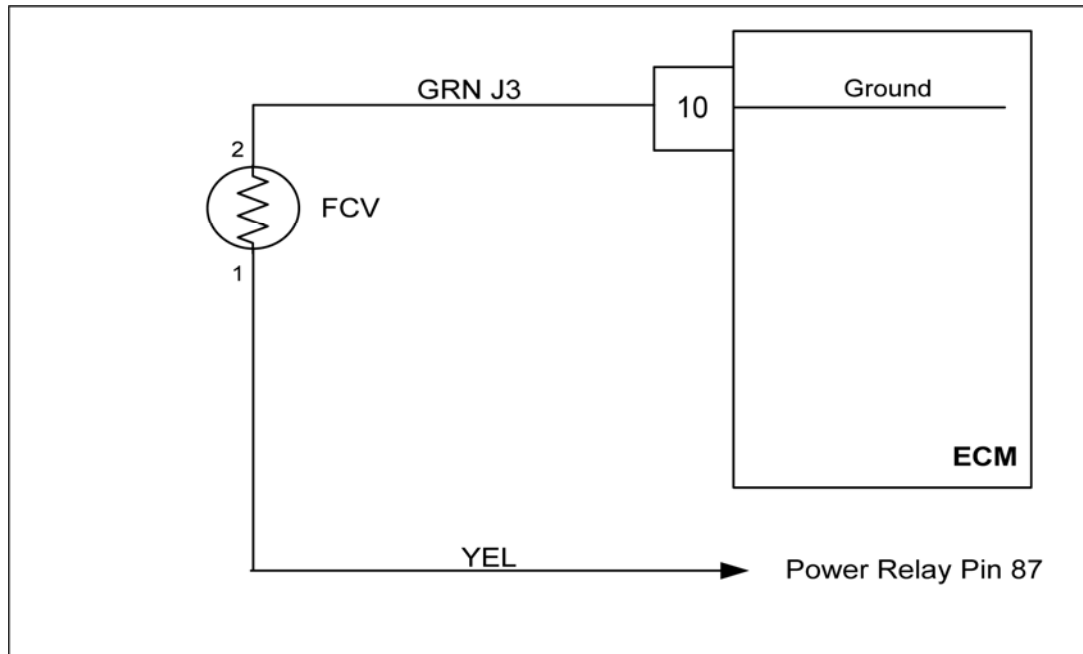 GRN J3
10
Ground
2
FCV
1
ECM
YEL
Power Relay Pin 87